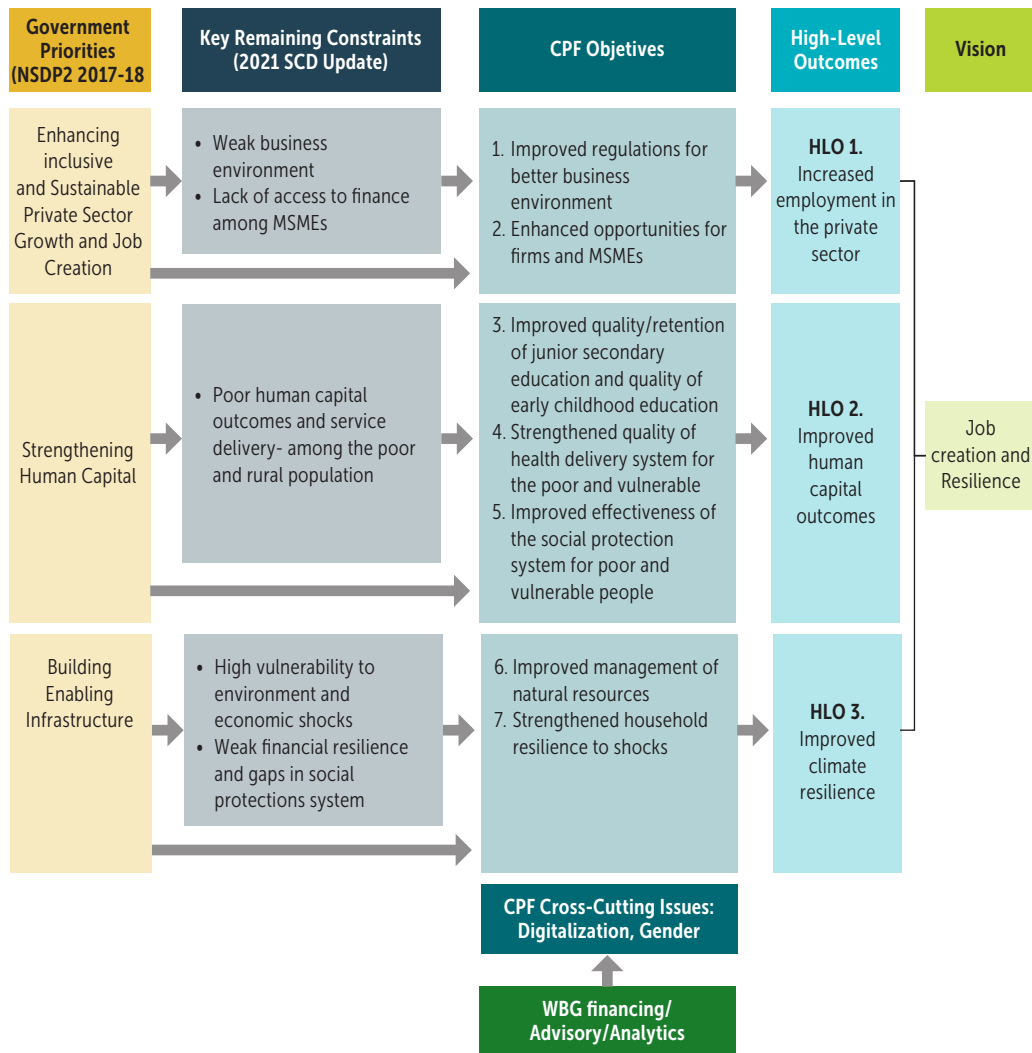 Government
Priorities
(NSDP2 2017-18
Key Remaining Constraints
(2021 SCD Update)
CPF Objetives
High-Level
Outcomes
Vision
Enhancing
inclusive
and Sustainable
Private Sector
Growth and Job
Creation
• Weak business
environment
• Lack of access to finance
among MSMEs
1. Improved regulations for
better business
environment
2. Enhanced opportunities for
firms and MSMEs
HLO 1.
Increased
employment in
the private
sector
Strengthening
Human Capital
• Poor human capital
outcomes and service
delivery- among the poor
and rural population
3. Improved quality/retention
of junior secondary
education and quality of
early childhood education
4. Strengthened quality of
health delivery system for
the poor and vulnerable
5. Improved effectiveness of
the social protection
system for poor and
vulnerable people
HLO 2.
Improved
human
capital
outcomes
Job
creation and
Resilience
Building
Enabling
Infrastructure
• High vulnerability to
environment and
economic shocks
• Weak financial resilience
and gaps in social
protections system
6. Improved management of
natural resources
7. Strengthened household
resilience to shocks
HLO 3.
Improved
climate
resilience
CPF Cross-Cutting Issues:
Digitalization, Gender
WBG financing/
Advisory/Analytics